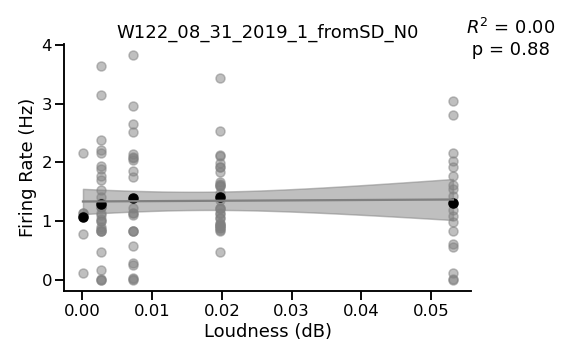 W122_08_31_2019_1_fromSD_N0
R² = 0.00
p = 0.88
Firing Rate (Hz)
4
3
2
1
0
0.00 0.01 0.02 0.03 0.04 0.05
Loudness (dB)